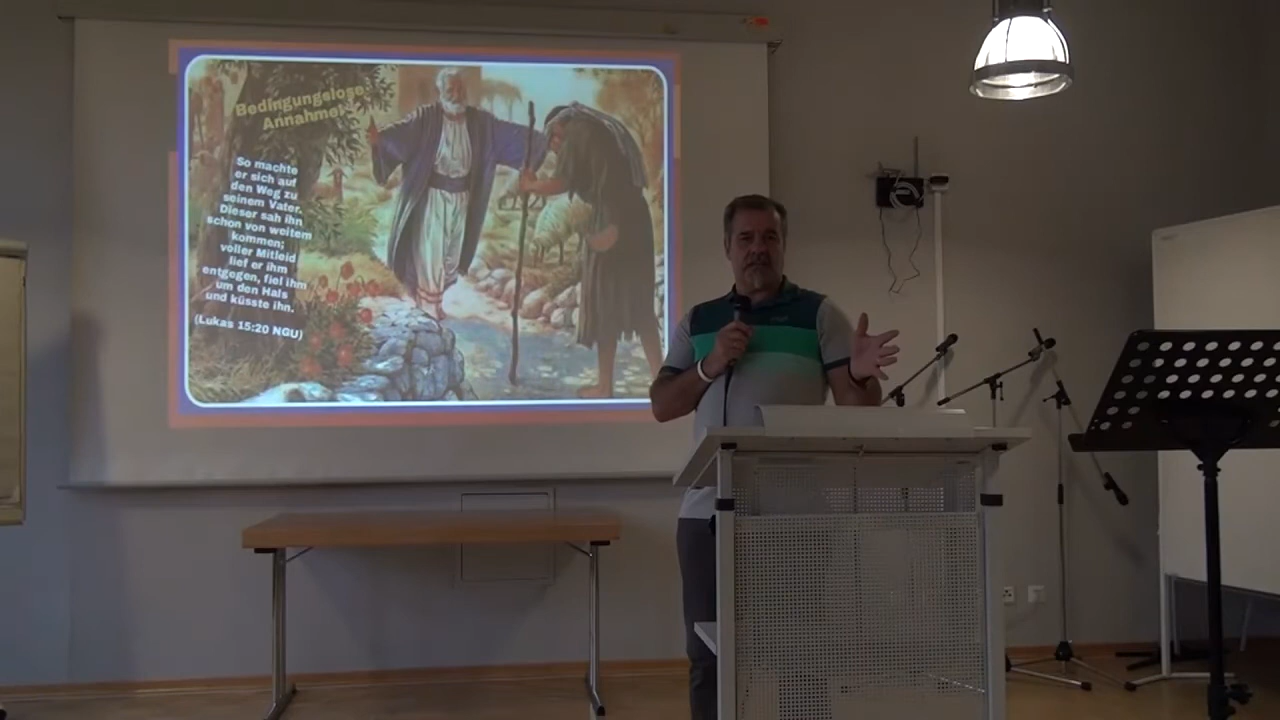 Bedingungslose
Annahme!
So machte
er sich auf
den Weg zu
seinem Vater.
Dieser sah ihn
schon von weitem
kommen;
voller Mitleid
lief er ihm
entgegen, fiel ihm
um den Hals
und küsste ihn.
(Lukas 15:20 NGU)